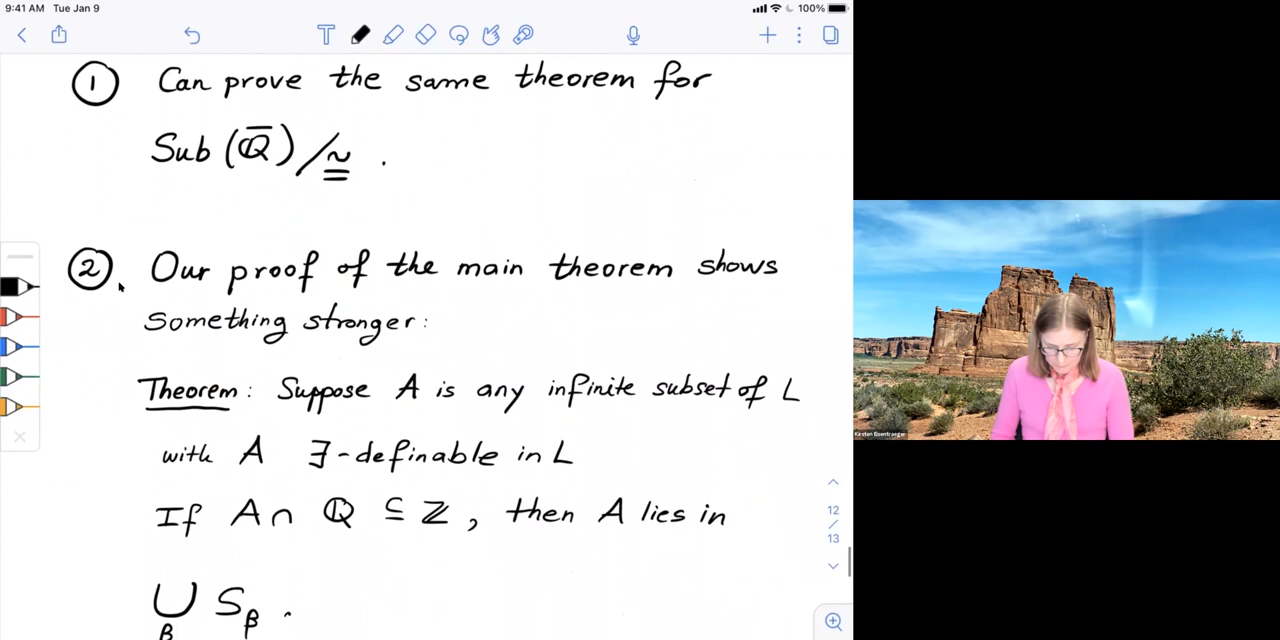 9:41 AM Tue Jan 9
100%
① Can prove the same theorem for
Sub (Q̄)/≅ .
②. Our proof of the main theorem shows
something stronger:
Theorem: Suppose A is any infinite subset of L
with A ∃-definable in L
If A ∩ ℚ ⊆ ℤ, then A lies in
⋃ S_β .
β
12
/
13
Kirsten Eisentraeger